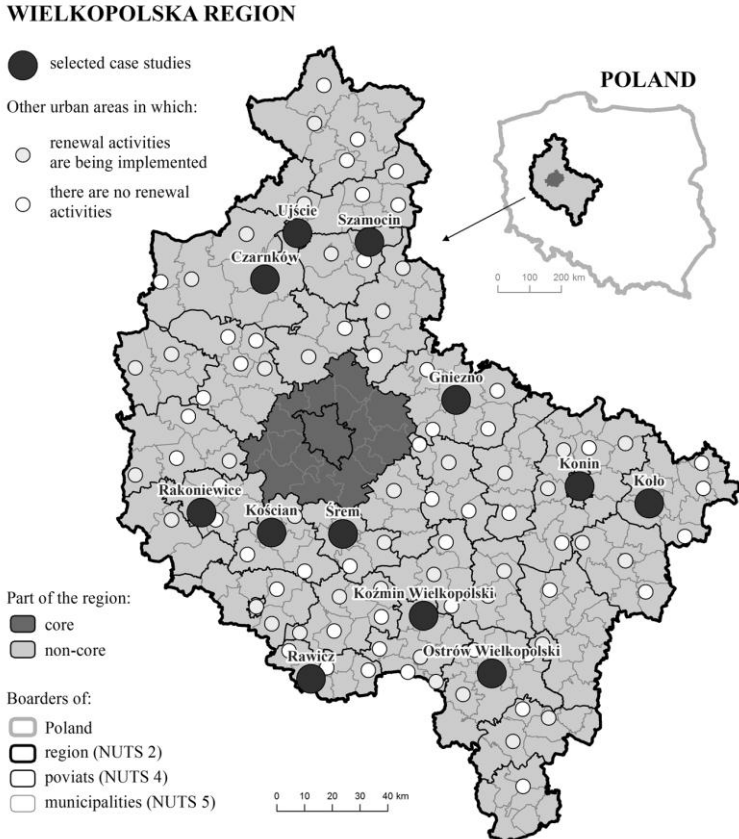 WIELKOPOLSKA REGION
selected case studies
Other urban areas in which:
renewal activities
are being implemented
there are no renewal
activities
POLAND
0 100 200 km
Ujście
Szamocin
Czarnków
Gniezno
Konin
Koło
Rakoniewice
Kościan
Śrem
Koźmin Wielkopolski
Ostrów Wielkopolski
Rawicz
Part of the region:
core
non-core
Boarders of:
Poland
region (NUTS 2)
poviats (NUTS 4)
municipalities (NUTS 5)
0 10 20 40 km